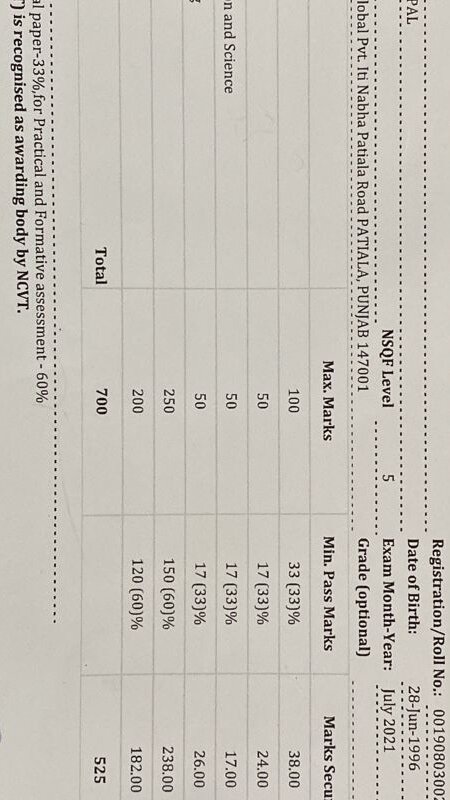 Registration/Roll No.: 00190803002
PAL Date of Birth: 28-Jun-1996
NSQF Level 5 Exam Month-Year: July 2021
lobal Pvt. Iti Nabha Patiala Road PATIALA, PUNJAB 147001 Grade (optional)
Max. Marks Min. Pass Marks Marks Secu
100 33 (33)% 38.00
50 17 (33)% 24.00
n and Science 50 17 (33)% 17.00
50 17 (33)% 26.00
250 150 (60)% 238.00
200 120 (60)% 182.00
Total 700 525
al paper-33%,for Practical and Formative assessment - 60%
) is recognised as awarding body by NCVT.